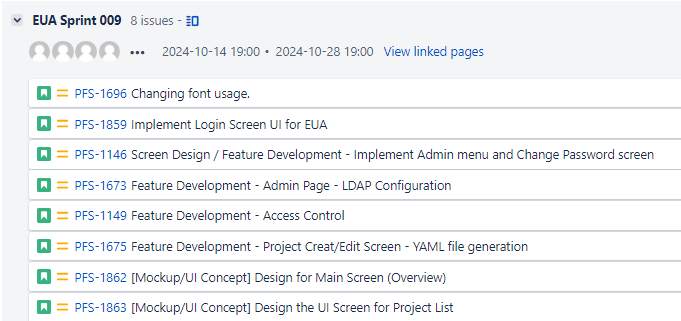 EUA Sprint 009 8 issues -
••• 2024-10-14 19:00 • 2024-10-28 19:00 View linked pages
PFS-1696 Changing font usage.
PFS-1859 Implement Login Screen UI for EUA
PFS-1146 Screen Design / Feature Development - Implement Admin menu and Change Password screen
PFS-1673 Feature Development - Admin Page - LDAP Configuration
PFS-1149 Feature Development - Access Control
PFS-1675 Feature Development - Project Creat/Edit Screen - YAML file generation
PFS-1862 [Mockup/UI Concept] Design for Main Screen (Overview)
PFS-1863 [Mockup/UI Concept] Design the UI Screen for Project List